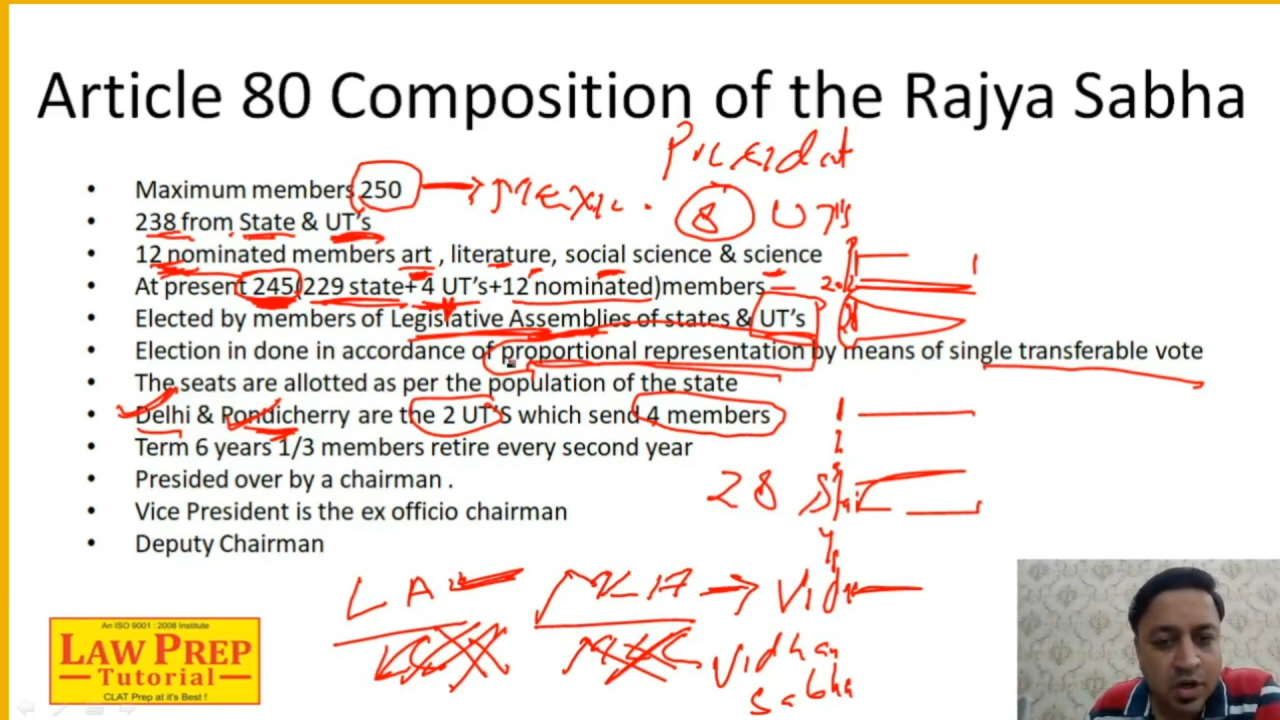 Article 80 Composition of the Rajya Sabha
Presidat
• Maximum members 250
8 UT's
• 238 from State & UT's
• 12 nominated members art , literature, social science & science
• At present 245(229 state+ 4 UT's+12 nominated)members
• Elected by members of Legislative Assemblies of states & UT's
• Election in done in accordance of proportional representation by means of single transferable vote
• The seats are allotted as per the population of the state
• Delhi & Pondicherry are the 2 UT'S which send 4 members
1
2
• Term 6 years 1/3 members retire every second year
• Presided over by a chairman .
28
• Vice President is the ex officio chairman
• Deputy Chairman
LA MLA
Vidhan
Sabha
An ISO 9001 : 2008 Institute
LAW PREP
Tutorial
CLAT Prep at it's Best !